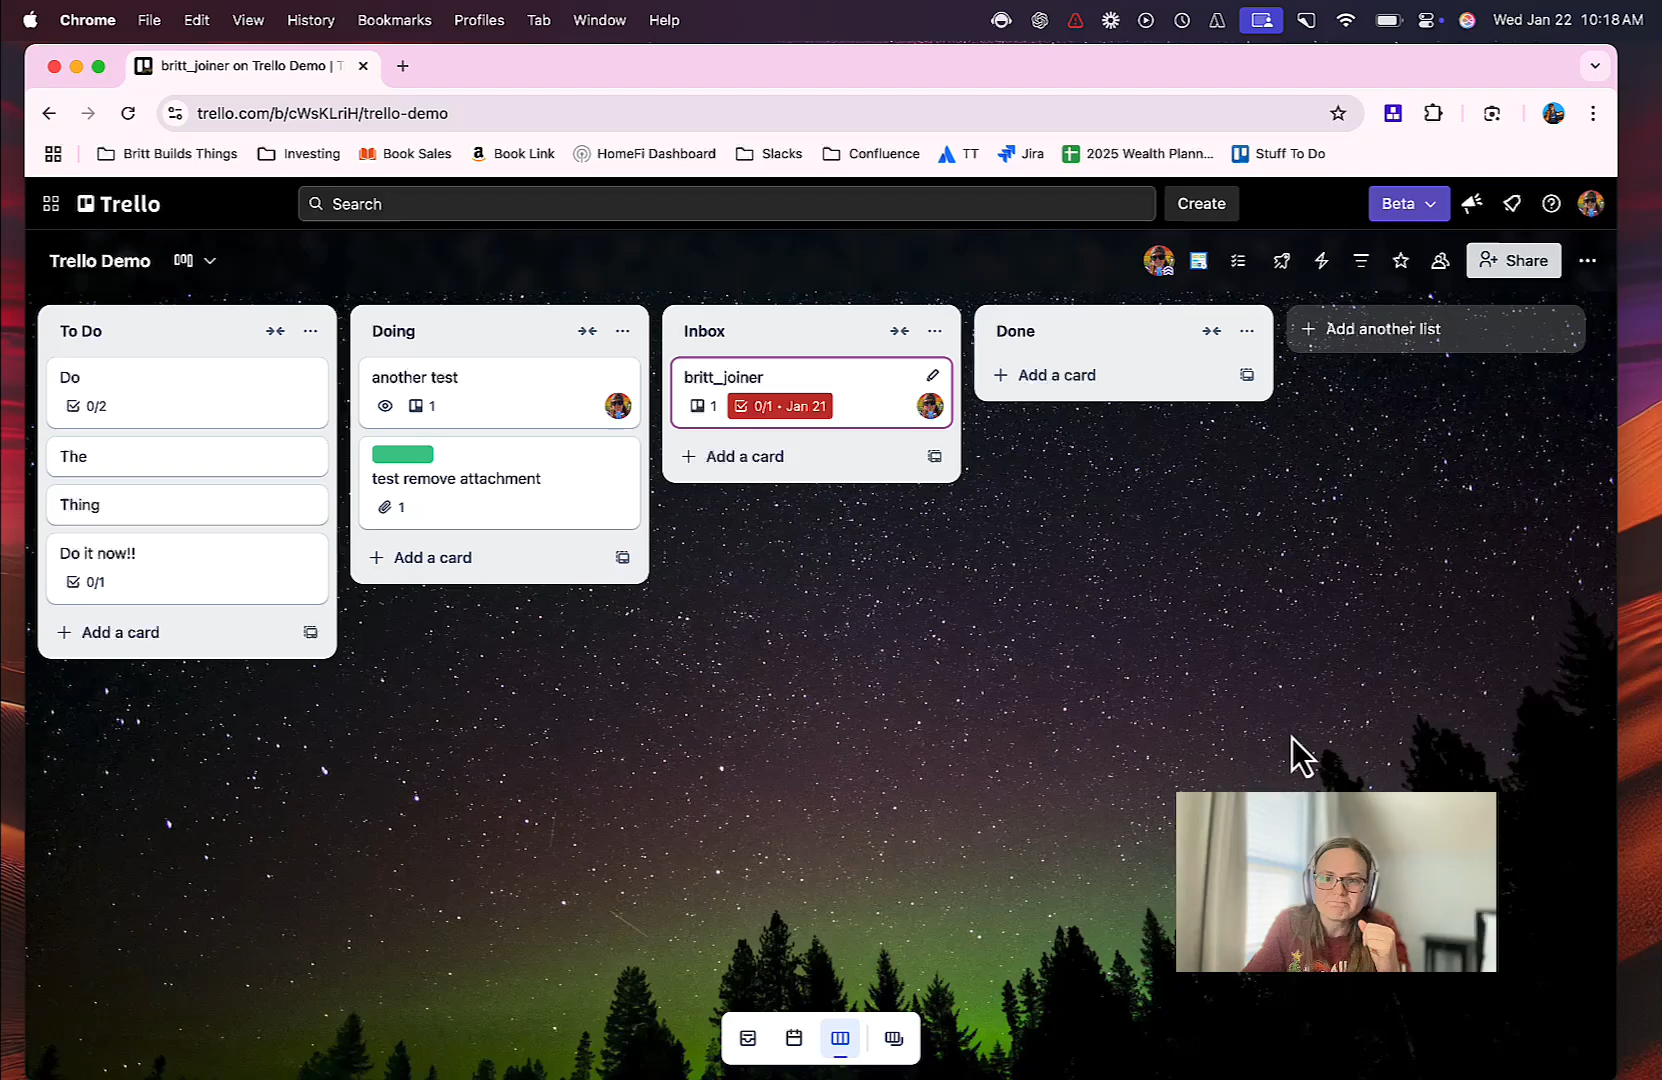 Chrome File Edit View History Bookmarks Profiles Tab Window Help Wed Jan 22 10:18 AM
britt_joiner on Trello Demo | T
trello.com/b/cWsKLriH/trello-demo
Britt Builds Things Investing Book Sales Book Link HomeFi Dashboard Slacks Confluence TT Jira 2025 Wealth Plann... Stuff To Do
Trello Search Create Beta
Trello Demo Share
To Do
Do
0/2
The
Thing
Do it now!!
0/1
+ Add a card
Doing
another test
1
test remove attachment
1
+ Add a card
Inbox
britt_joiner
1 0/1 • Jan 21
+ Add a card
Done
+ Add a card
+ Add another list